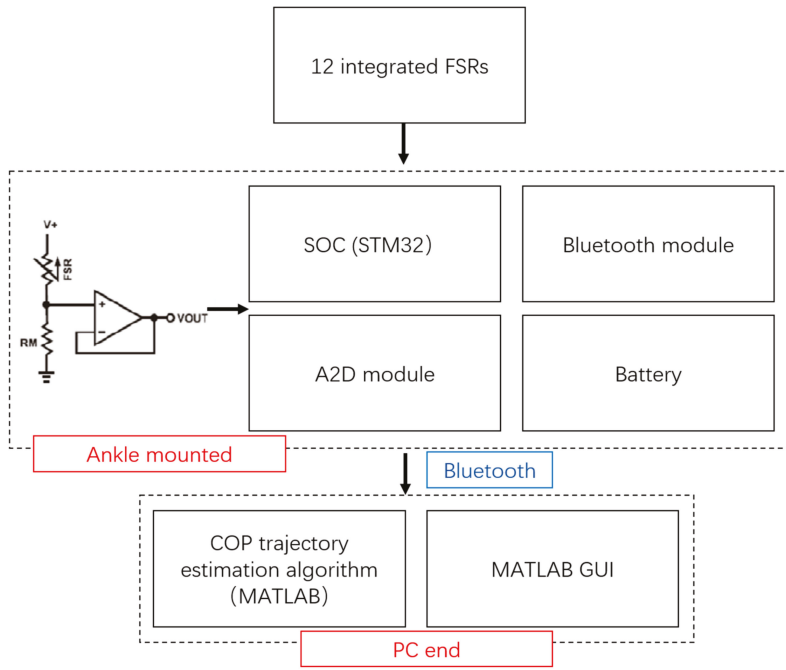 12 integrated FSRs
V+
FSR
RM
VOUT
SOC (STM32）
Bluetooth module
A2D module
Battery
Ankle mounted
Bluetooth
COP trajectory
estimation algorithm
（MATLAB）
MATLAB GUI
PC end